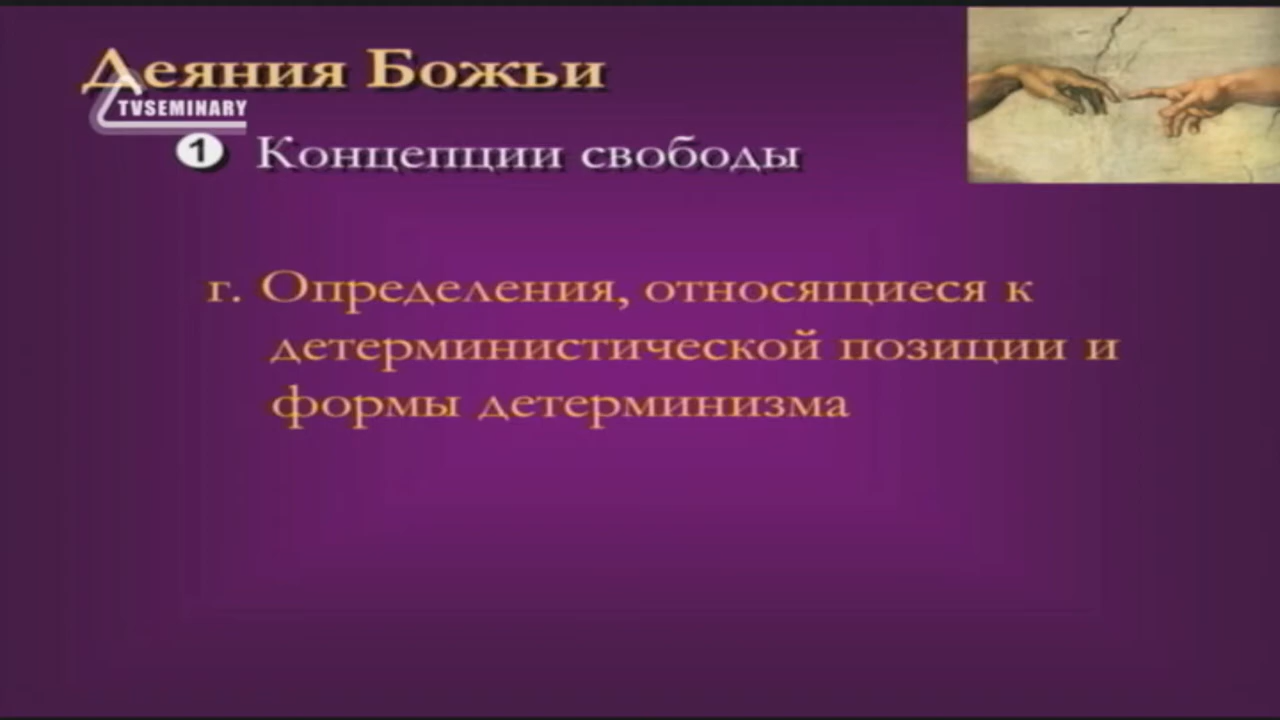 Деяния Божьи
TVSEMINARY
1 Концепции свободы
г. Определения, относящиеся к
детерминистической позиции и
формы детерминизма